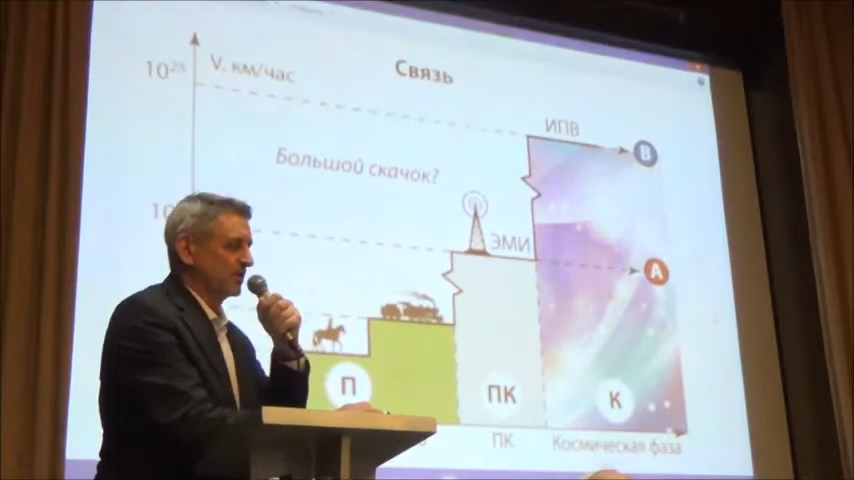 Связь
10²⁵
V, км/час
ИПВ
В
Большой скачок?
ЭМИ
А
П
ПК
К
ПК
Космическая фаза